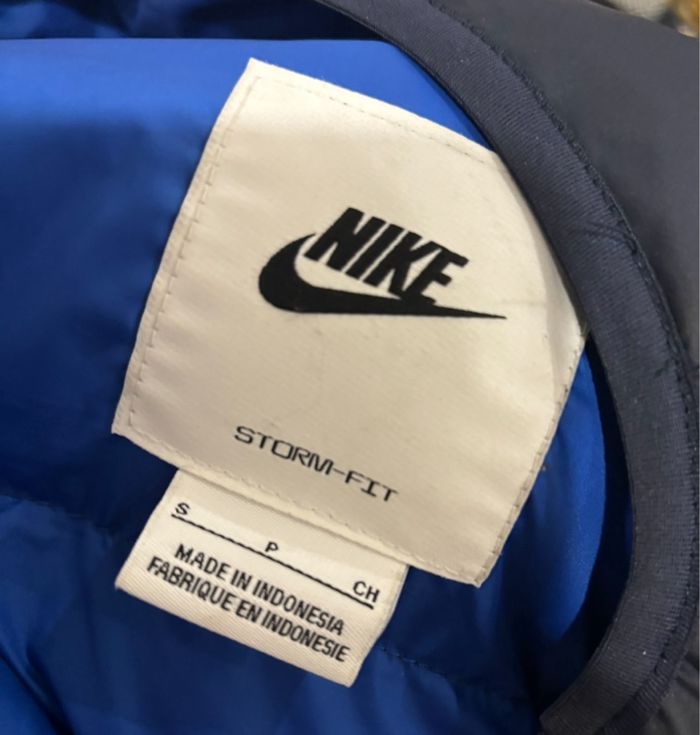 NIKE
STORM-FIT
S P CH
MADE IN INDONESIA
FABRIQUE EN INDONESIE